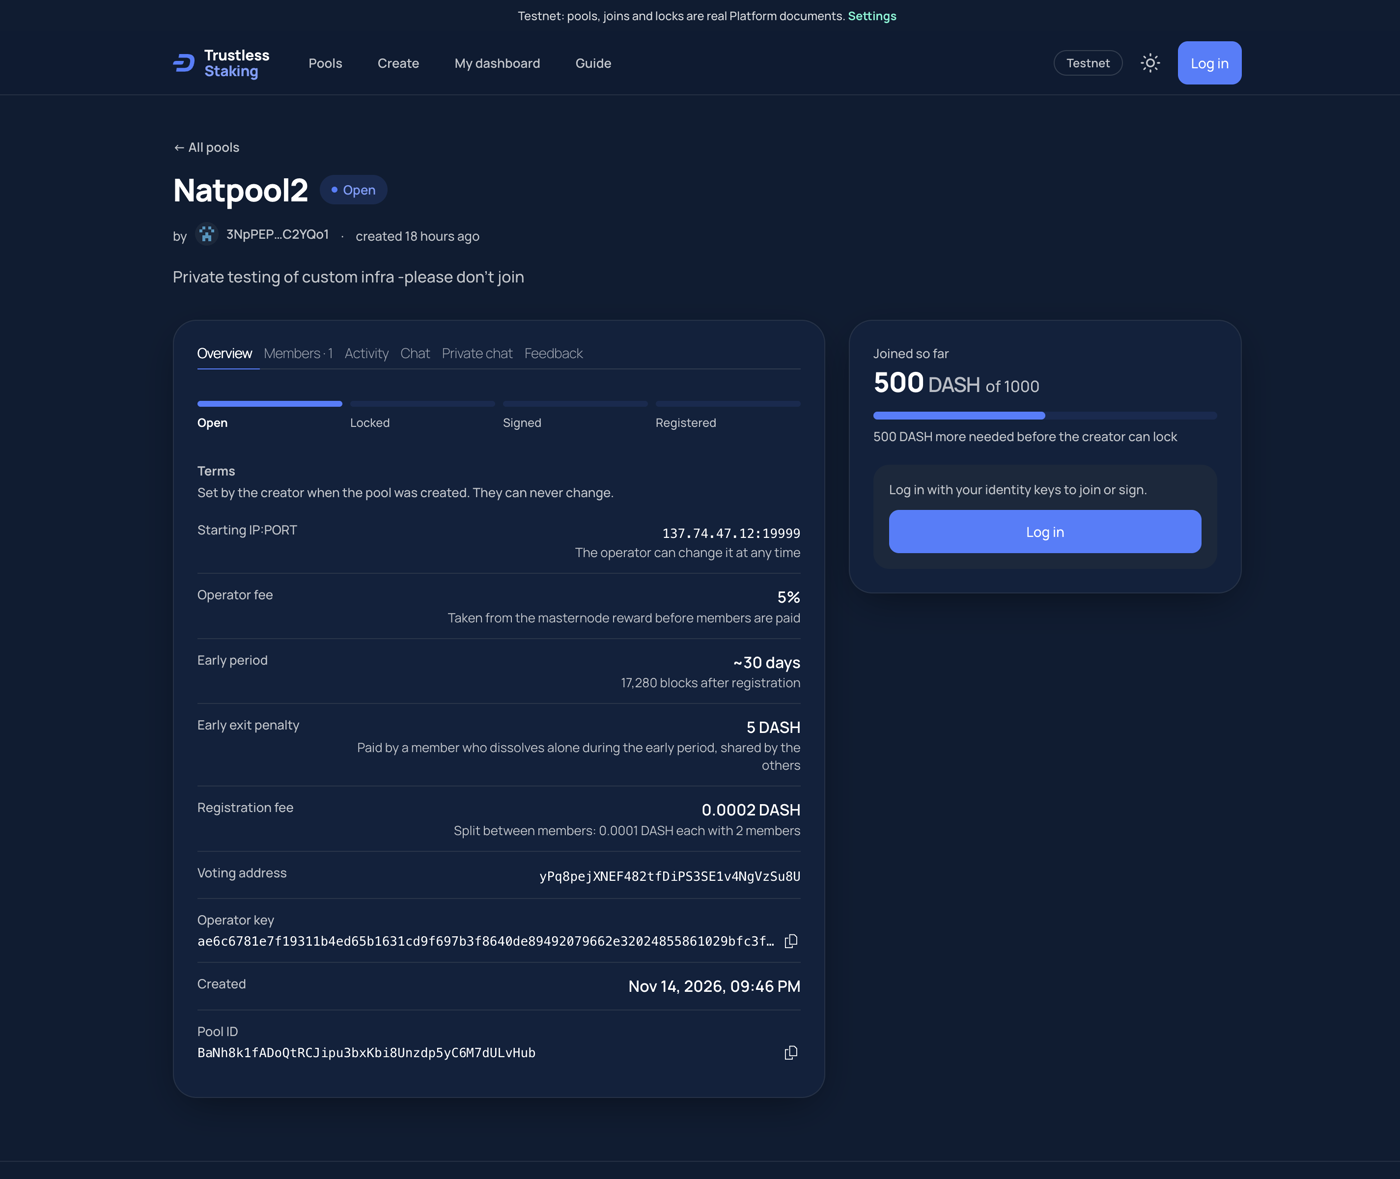 Testnet: pools, joins and locks are real Platform documents. Settings
Trustless
Staking
Pools
Create
My dashboard
Guide
Testnet
Log in
← All pools
Natpool2
Open
by 3NpPEP…C2YQo1 · created 18 hours ago
Private testing of custom infra -please don't join
Overview
Members · 1
Activity
Chat
Private chat
Feedback
Open
Locked
Signed
Registered
Terms
Set by the creator when the pool was created. They can never change.
Starting IP:PORT
137.74.47.12:19999
The operator can change it at any time
Operator fee
5%
Taken from the masternode reward before members are paid
Early period
~30 days
17,280 blocks after registration
Early exit penalty
5 DASH
Paid by a member who dissolves alone during the early period, shared by the
others
Registration fee
0.0002 DASH
Split between members: 0.0001 DASH each with 2 members
Voting address
yPq8pejXNEF482tfDiPS3SE1v4NgVzSu8U
Operator key
ae6c6781e7f19311b4ed65b1631cd9f697b3f8640de89492079662e32024855861029bfc3f…
Created
Nov 14, 2026, 09:46 PM
Pool ID
BaNh8k1fADoQtRCJipu3bxKbi8Unzdp5yC6M7dULvHub
Joined so far
500 DASH of 1000
500 DASH more needed before the creator can lock
Log in with your identity keys to join or sign.
Log in